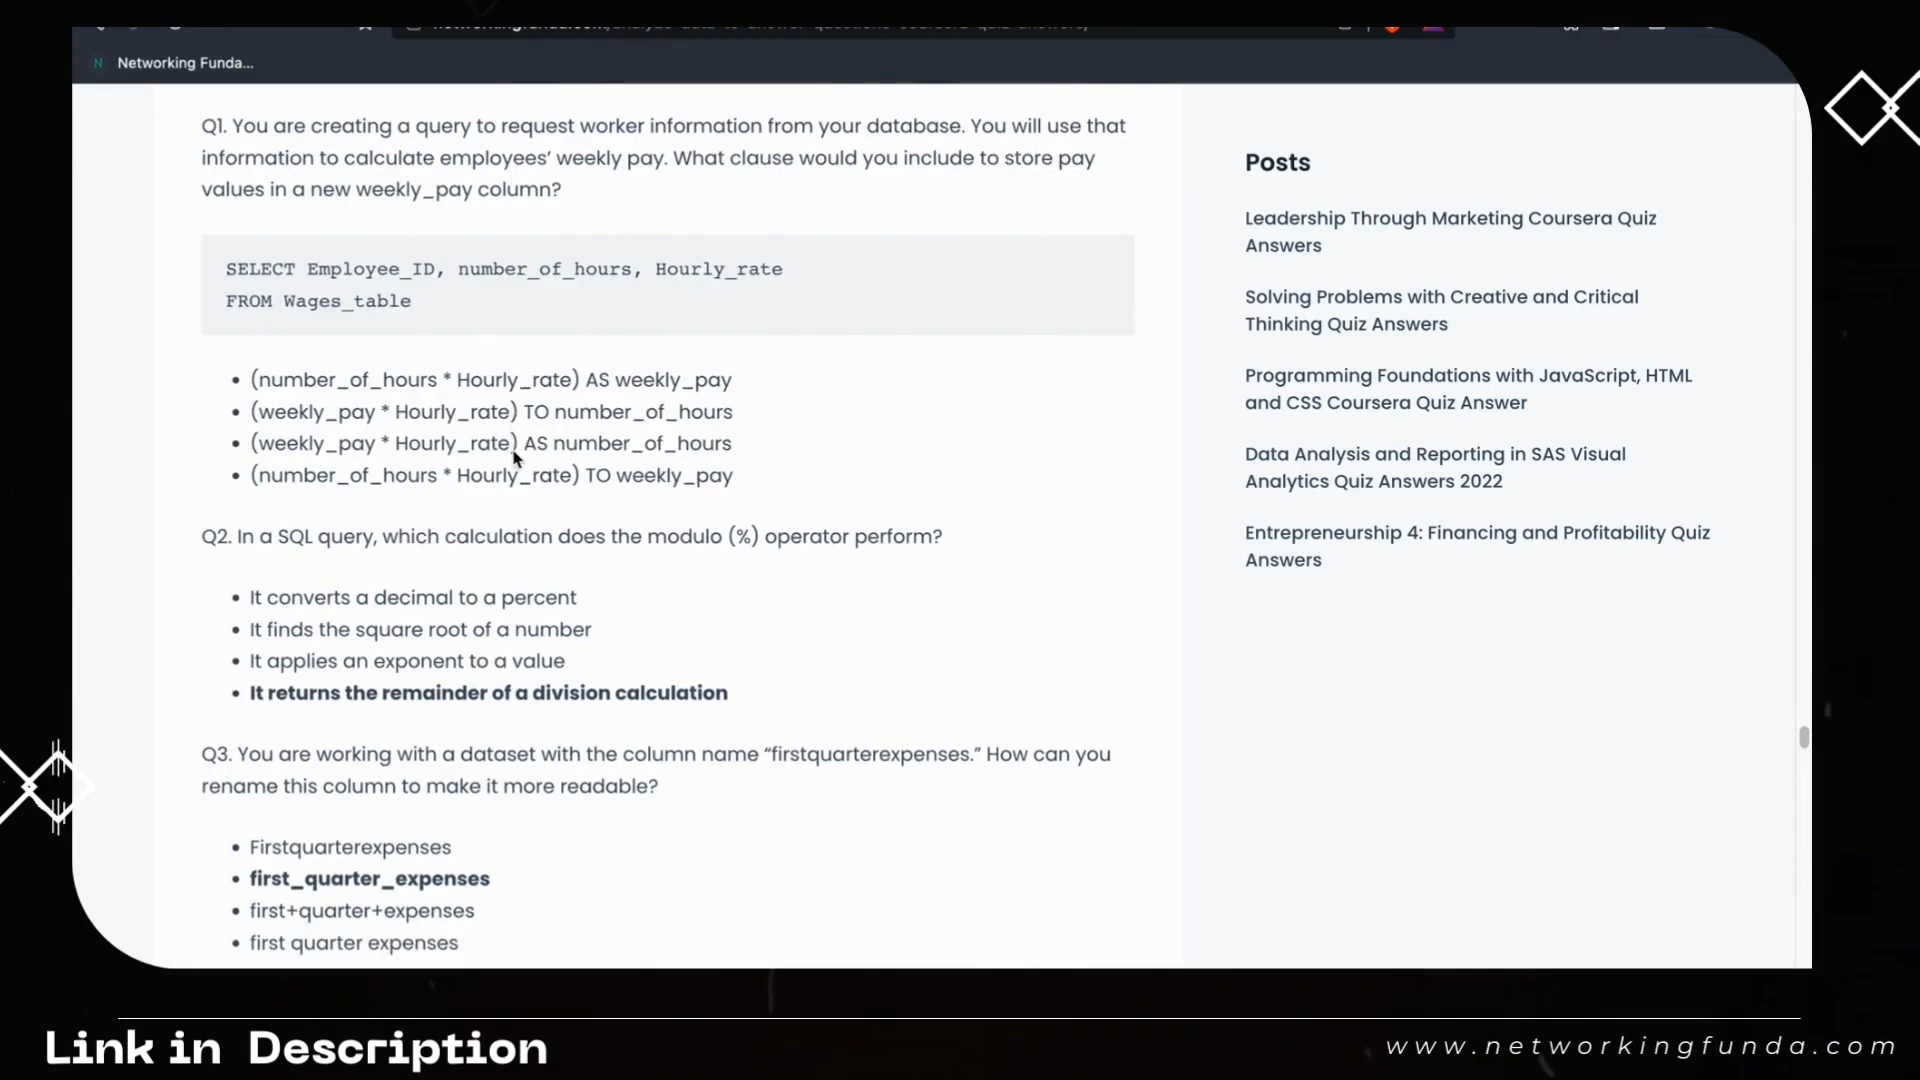 N Networking Funda...
Q1. You are creating a query to request worker information from your database. You will use that
information to calculate employees’ weekly pay. What clause would you include to store pay
values in a new weekly_pay column?
SELECT Employee_ID, number_of_hours, Hourly_rate
FROM Wages_table
• (number_of_hours * Hourly_rate) AS weekly_pay
• (weekly_pay * Hourly_rate) TO number_of_hours
• (weekly_pay * Hourly_rate) AS number_of_hours
• (number_of_hours * Hourly_rate) TO weekly_pay
Q2. In a SQL query, which calculation does the modulo (%) operator perform?
• It converts a decimal to a percent
• It finds the square root of a number
• It applies an exponent to a value
• It returns the remainder of a division calculation
Q3. You are working with a dataset with the column name “firstquarterexpenses.” How can you
rename this column to make it more readable?
• Firstquarterexpenses
• first_quarter_expenses
• first+quarter+expenses
• first quarter expenses
Posts
Leadership Through Marketing Coursera Quiz
Answers
Solving Problems with Creative and Critical
Thinking Quiz Answers
Programming Foundations with JavaScript, HTML
and CSS Coursera Quiz Answer
Data Analysis and Reporting in SAS Visual
Analytics Quiz Answers 2022
Entrepreneurship 4: Financing and Profitability Quiz
Answers
Link in Description
www.networkingfunda.com